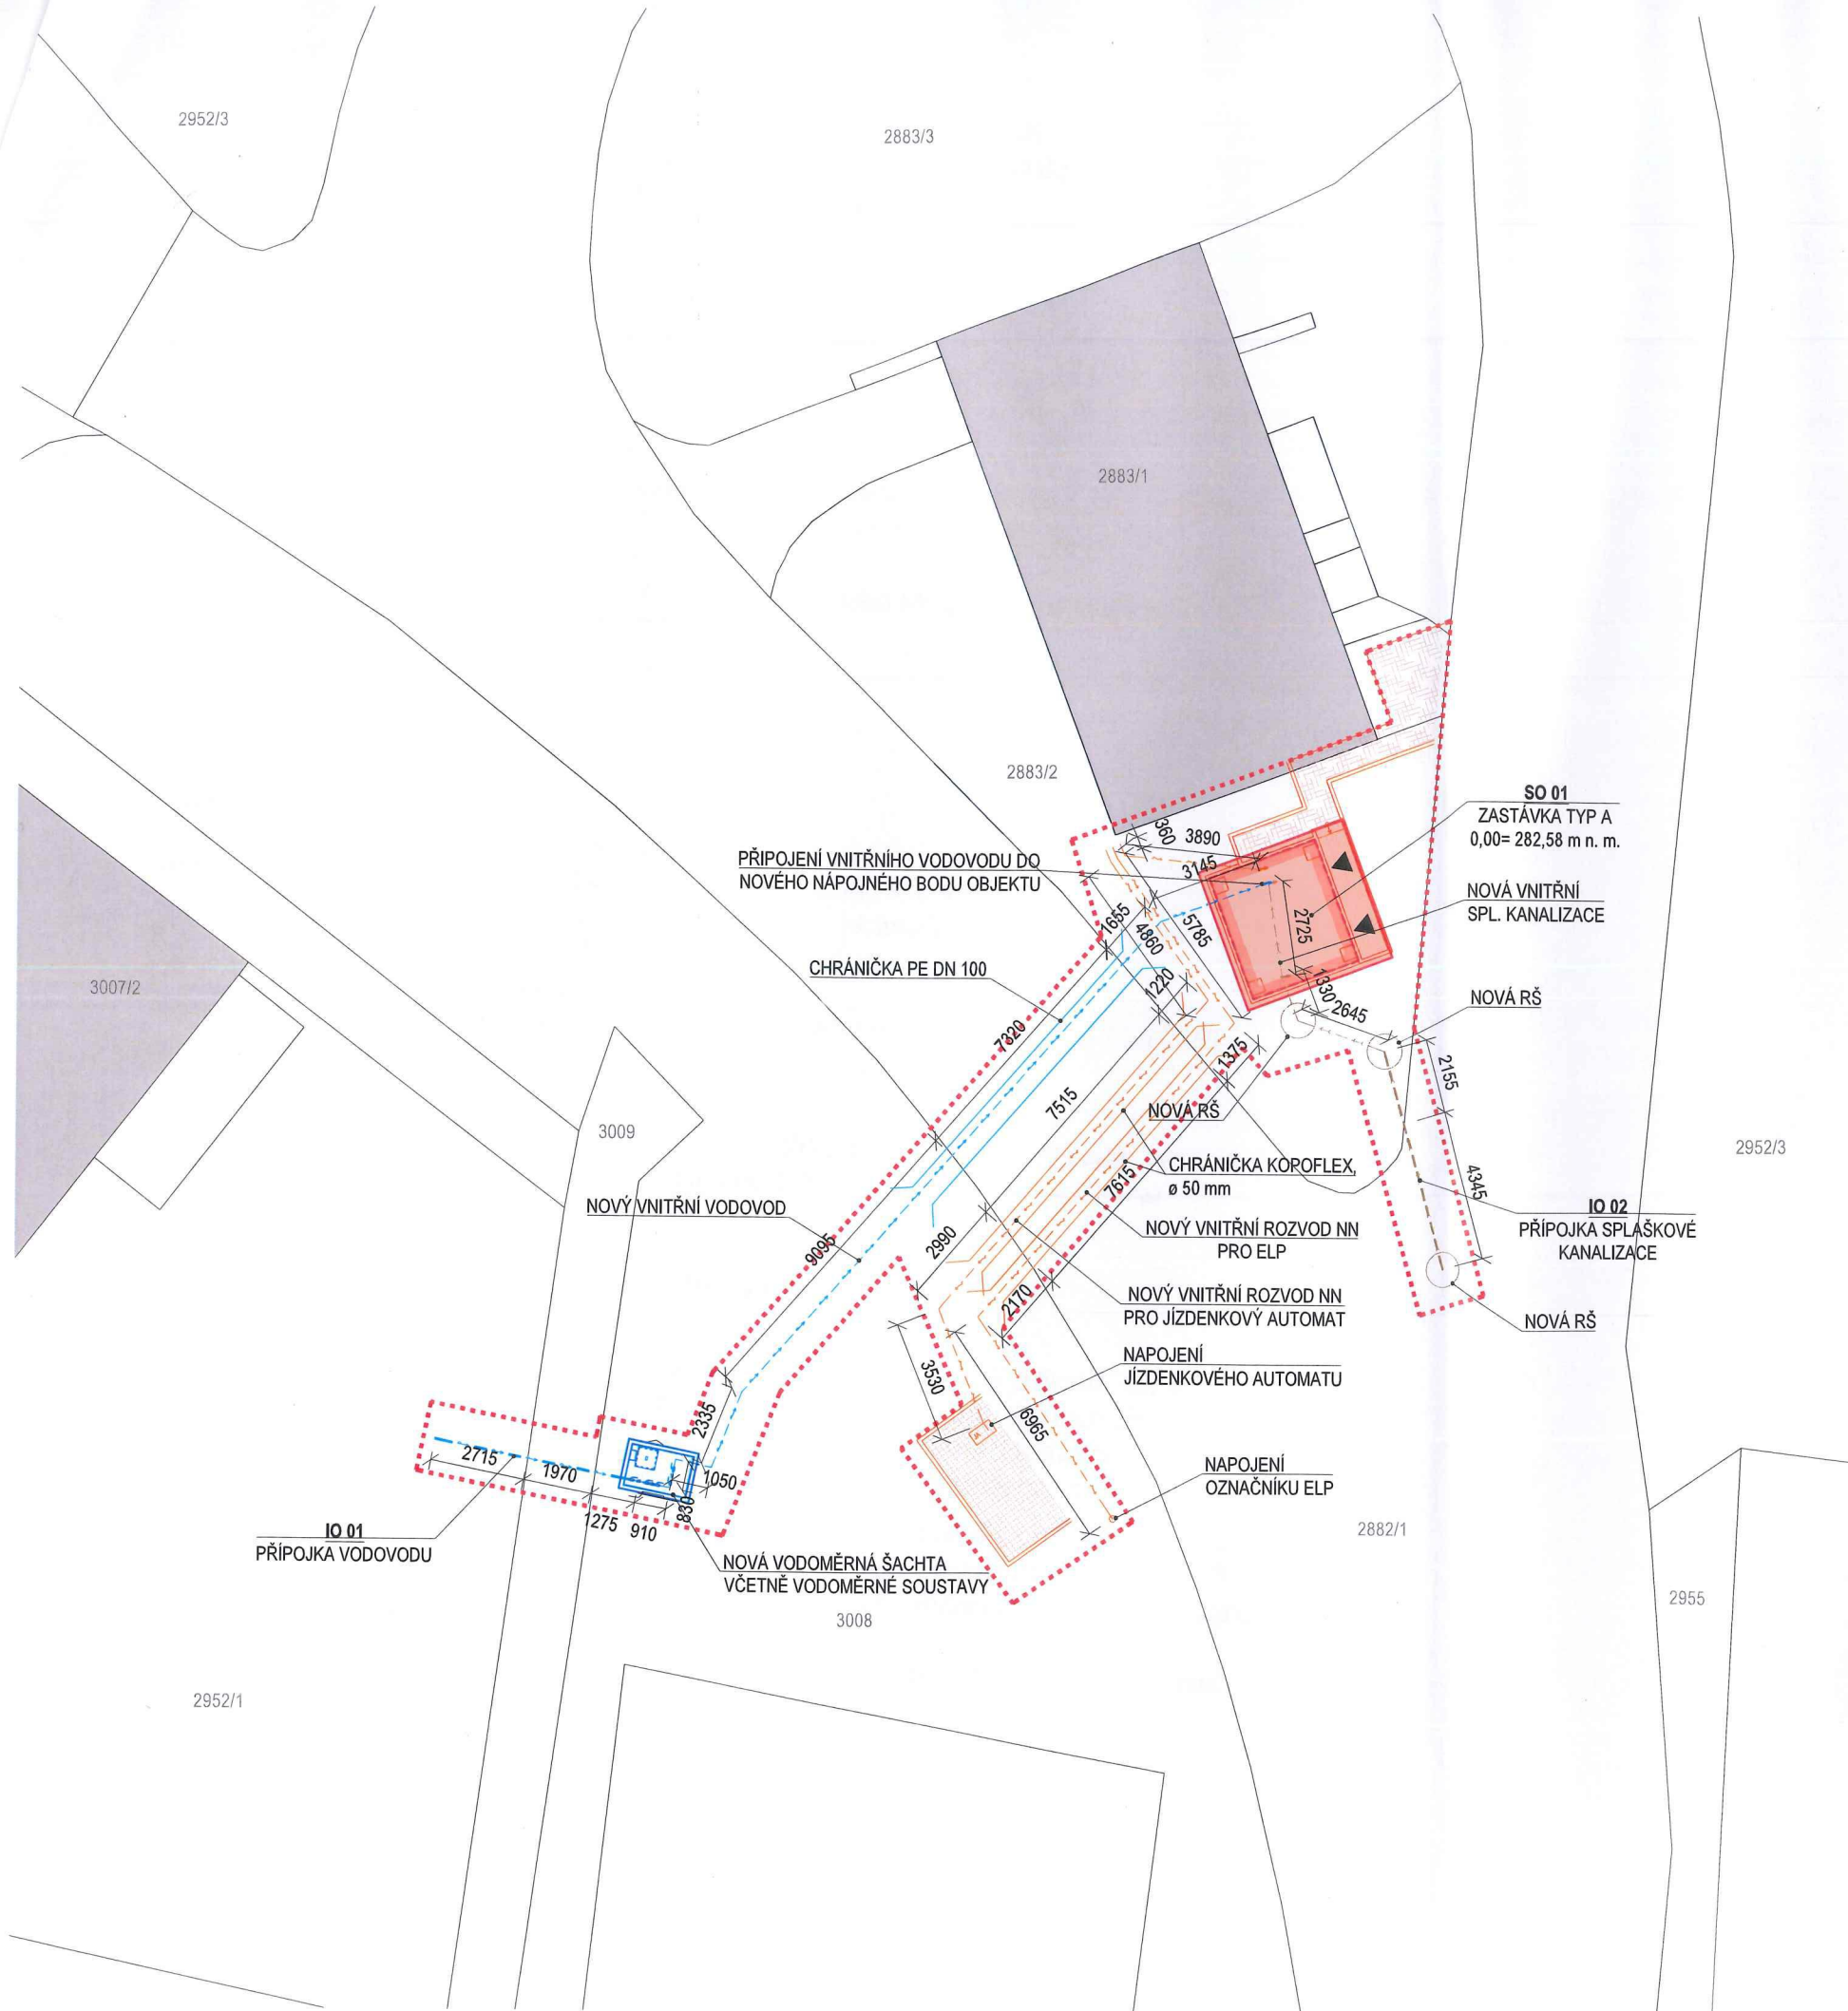 2952/3
2883/3
2883/1
2883/2
SO 01
ZASTÁVKA TYP A
0,00= 282,58 m n. m.
360
3890
PŘIPOJENÍ VNITŘNÍHO VODOVODU DO
NOVÉHO NÁPOJNÉHO BODU OBJEKTU
3145
NOVÁ VNITŘNÍ
SPL. KANALIZACE
1655
4860
5785
2725
CHRÁNIČKA PE DN 100
3007/2
1220
1330
2645
NOVÁ RŠ
7320
1375
2155
7515
NOVÁ RŠ
3009
2952/3
CHRÁNIČKA KOPOFLEX,
ø 50 mm
7615
4345
NOVÝ VNITŘNÍ VODOVOD
IO 02
PŘÍPOJKA SPLAŠKOVÉ
KANALIZACE
9095
2990
NOVÝ VNITŘNÍ ROZVOD NN
PRO ELP
2170
NOVÝ VNITŘNÍ ROZVOD NN
PRO JÍZDENKOVÝ AUTOMAT
NOVÁ RŠ
3530
NAPOJENÍ
JÍZDENKOVÉHO AUTOMATU
2335
6965
2715
1970
1050
NAPOJENÍ
OZNAČNÍKU ELP
830
1275
910
IO 01
PŘÍPOJKA VODOVODU
2882/1
NOVÁ VODOMĚRNÁ ŠACHTA
VČETNĚ VODOMĚRNÉ SOUSTAVY
2955
3008
2952/1